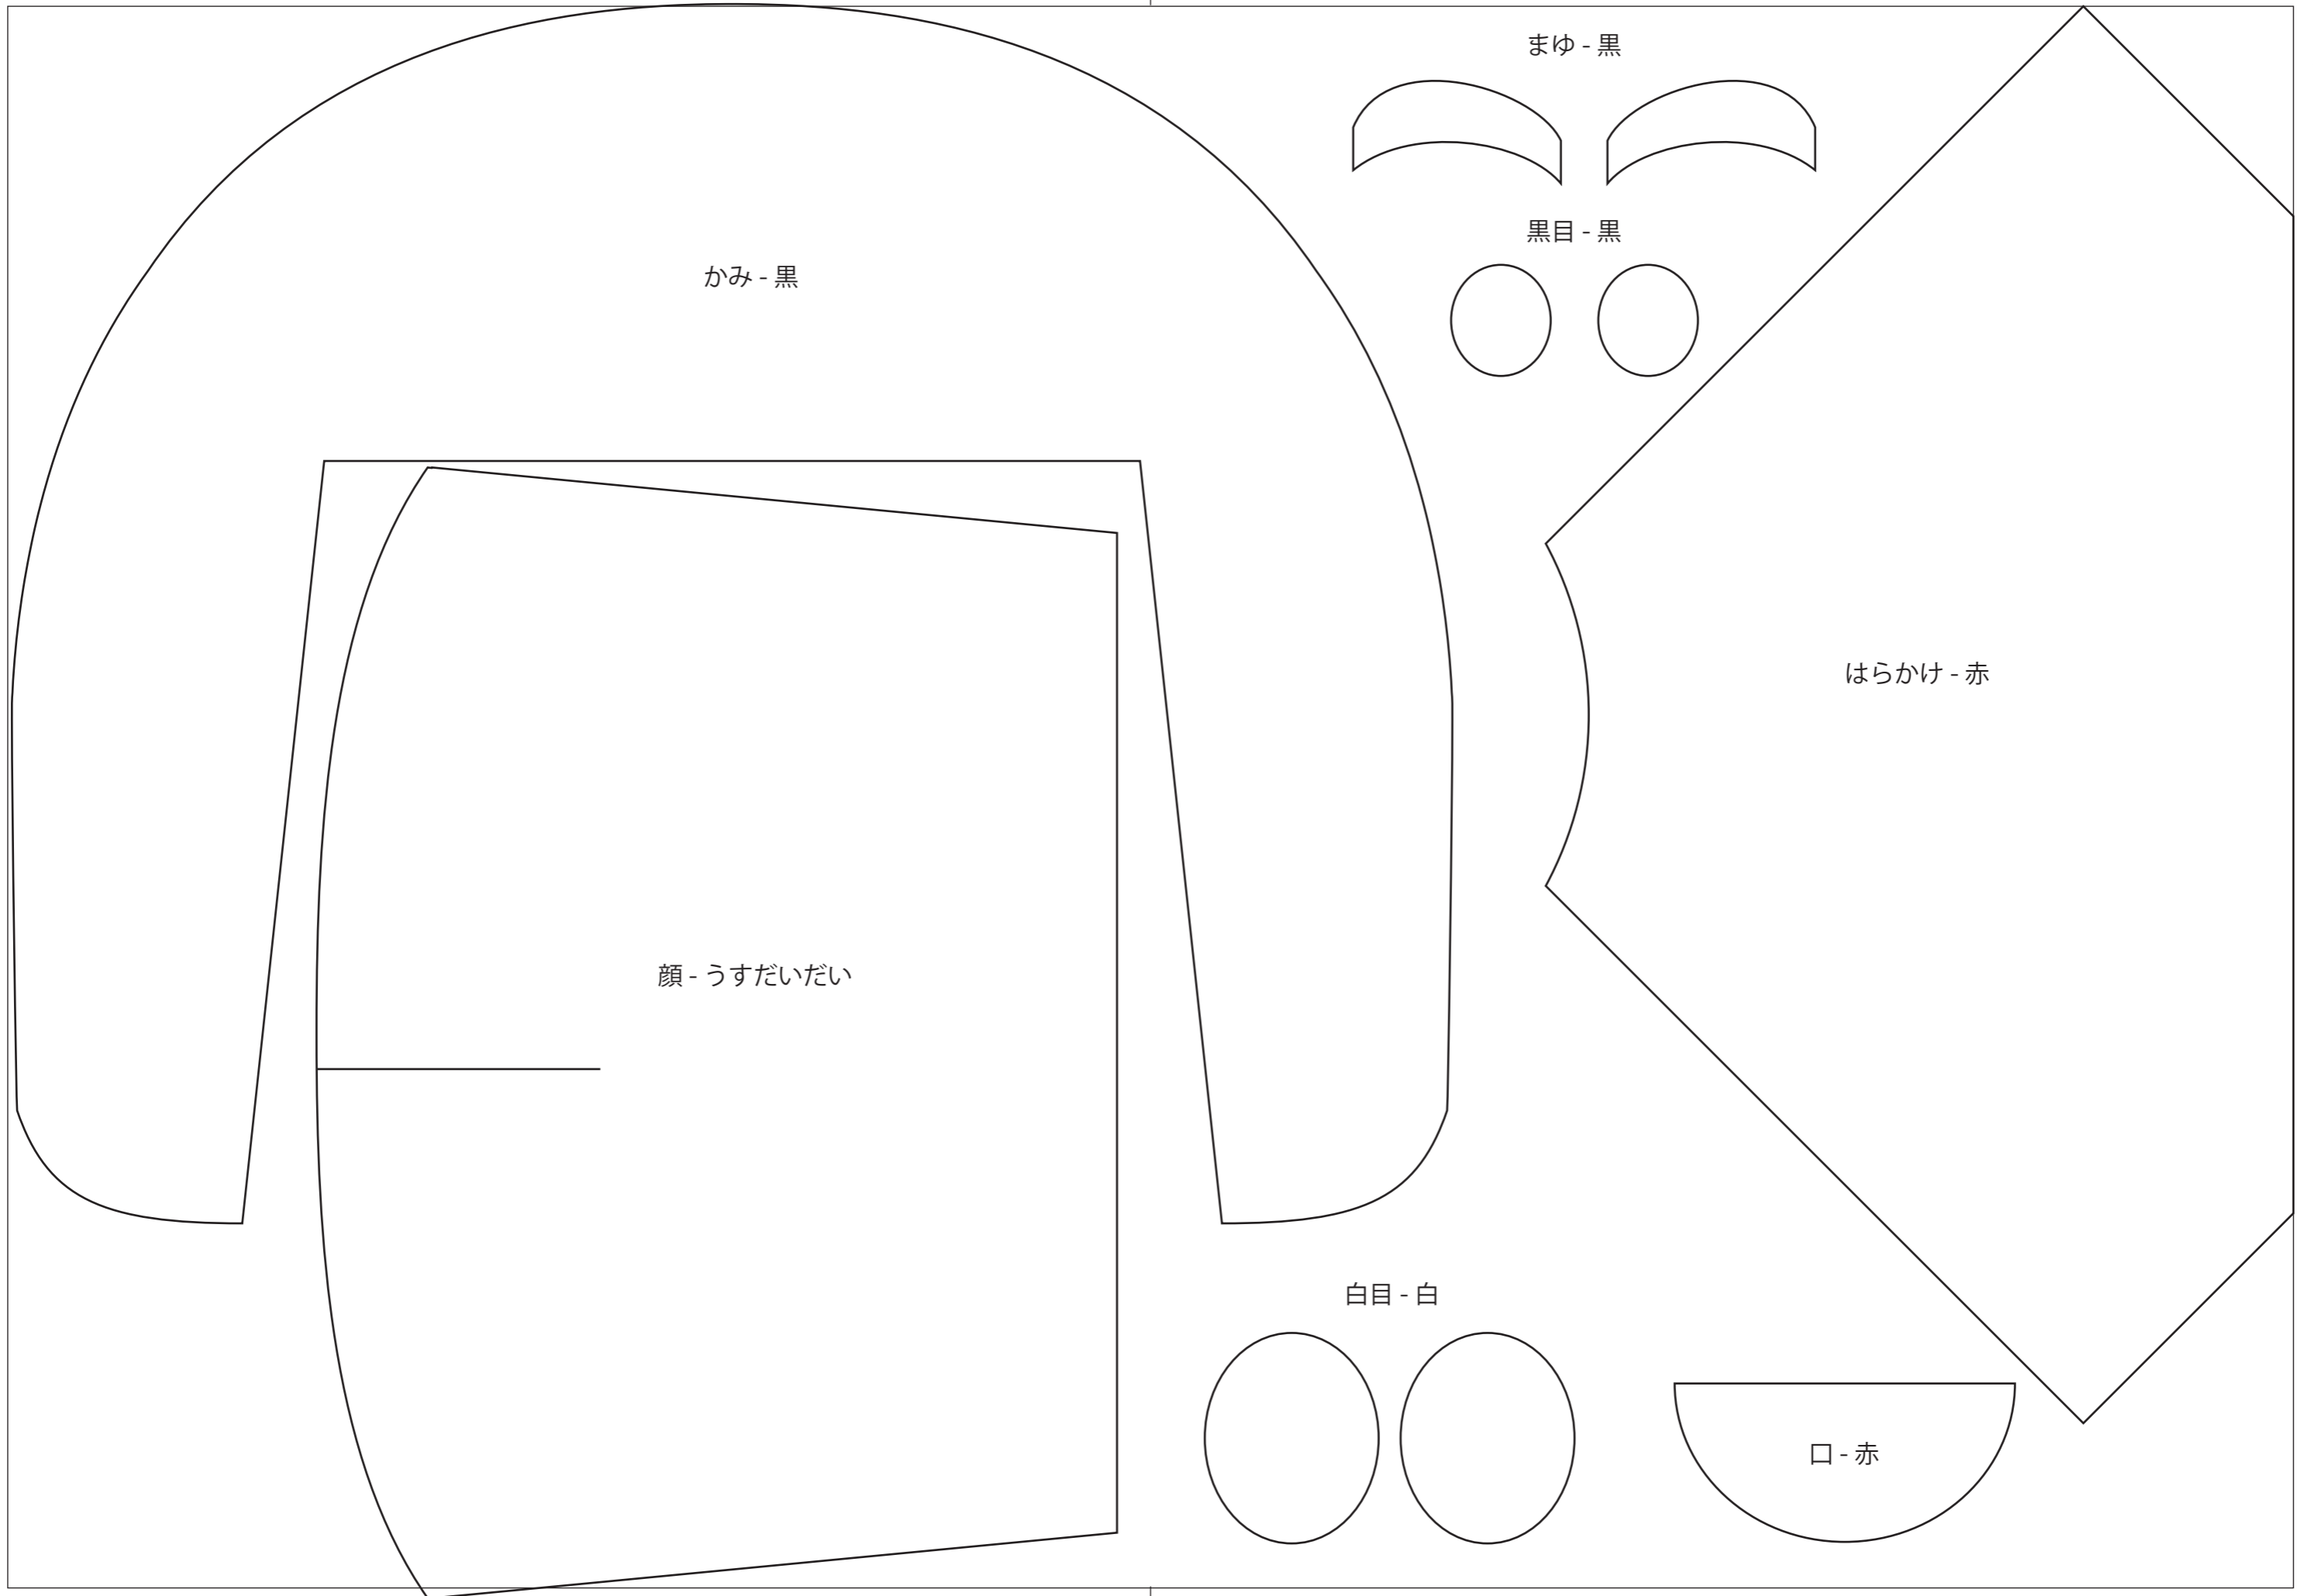 まゆ - 黒
黒目 - 黒
かみ - 黒
はらかけ - 赤
顔 - うすだいだい
白目 - 白
口 - 赤